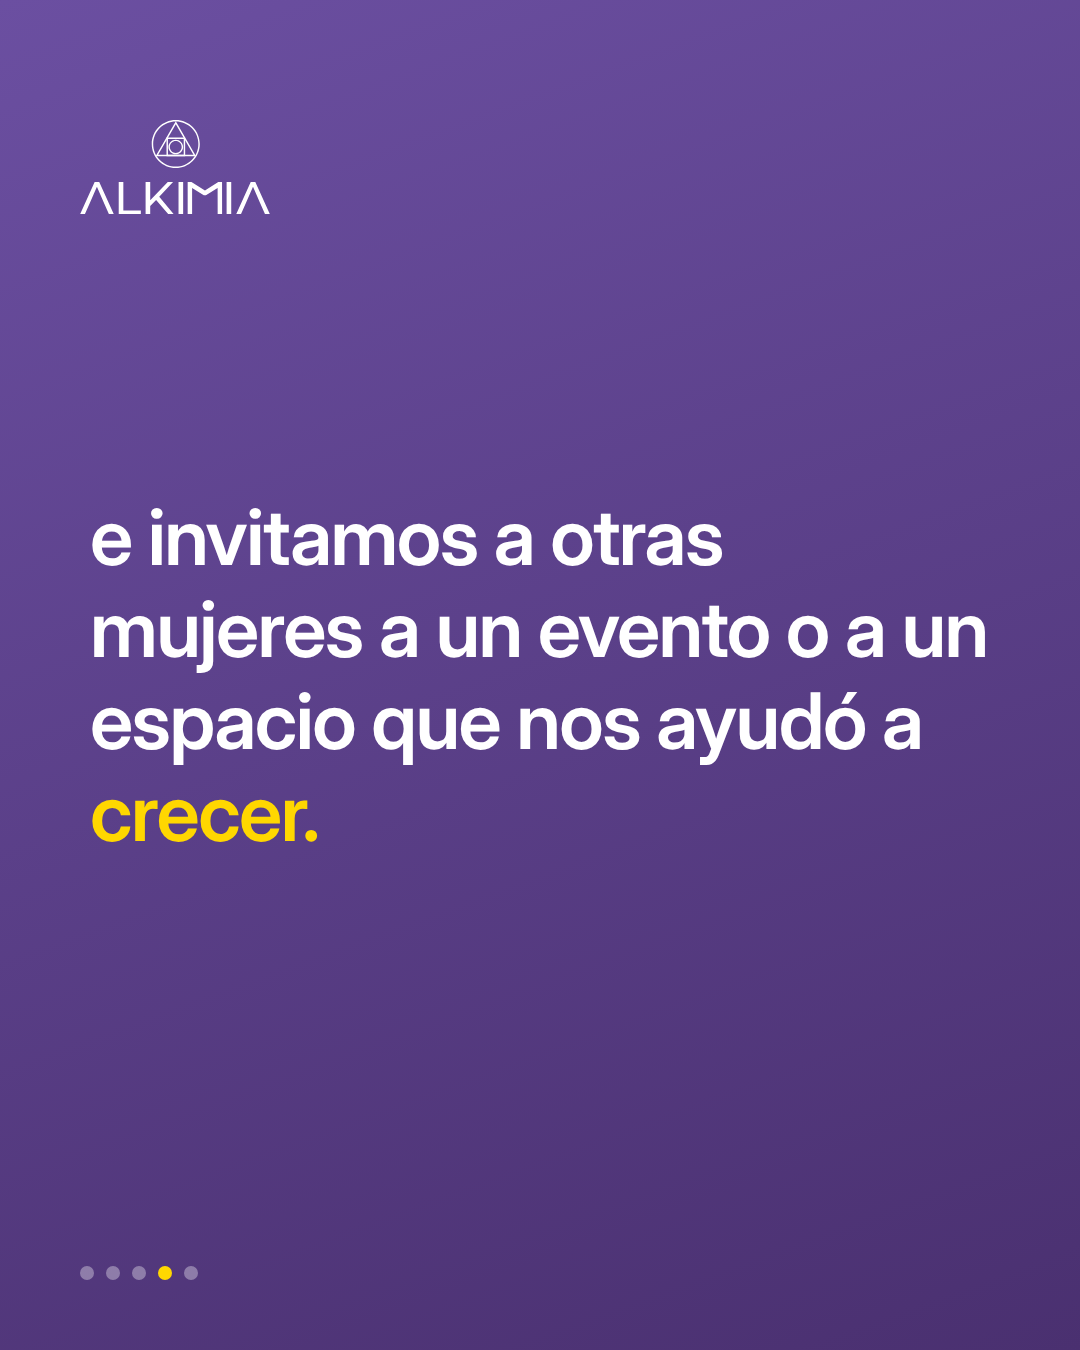 ALKIMIA
e invitamos a otras
mujeres a un evento o a un
espacio que nos ayudó a
crecer.